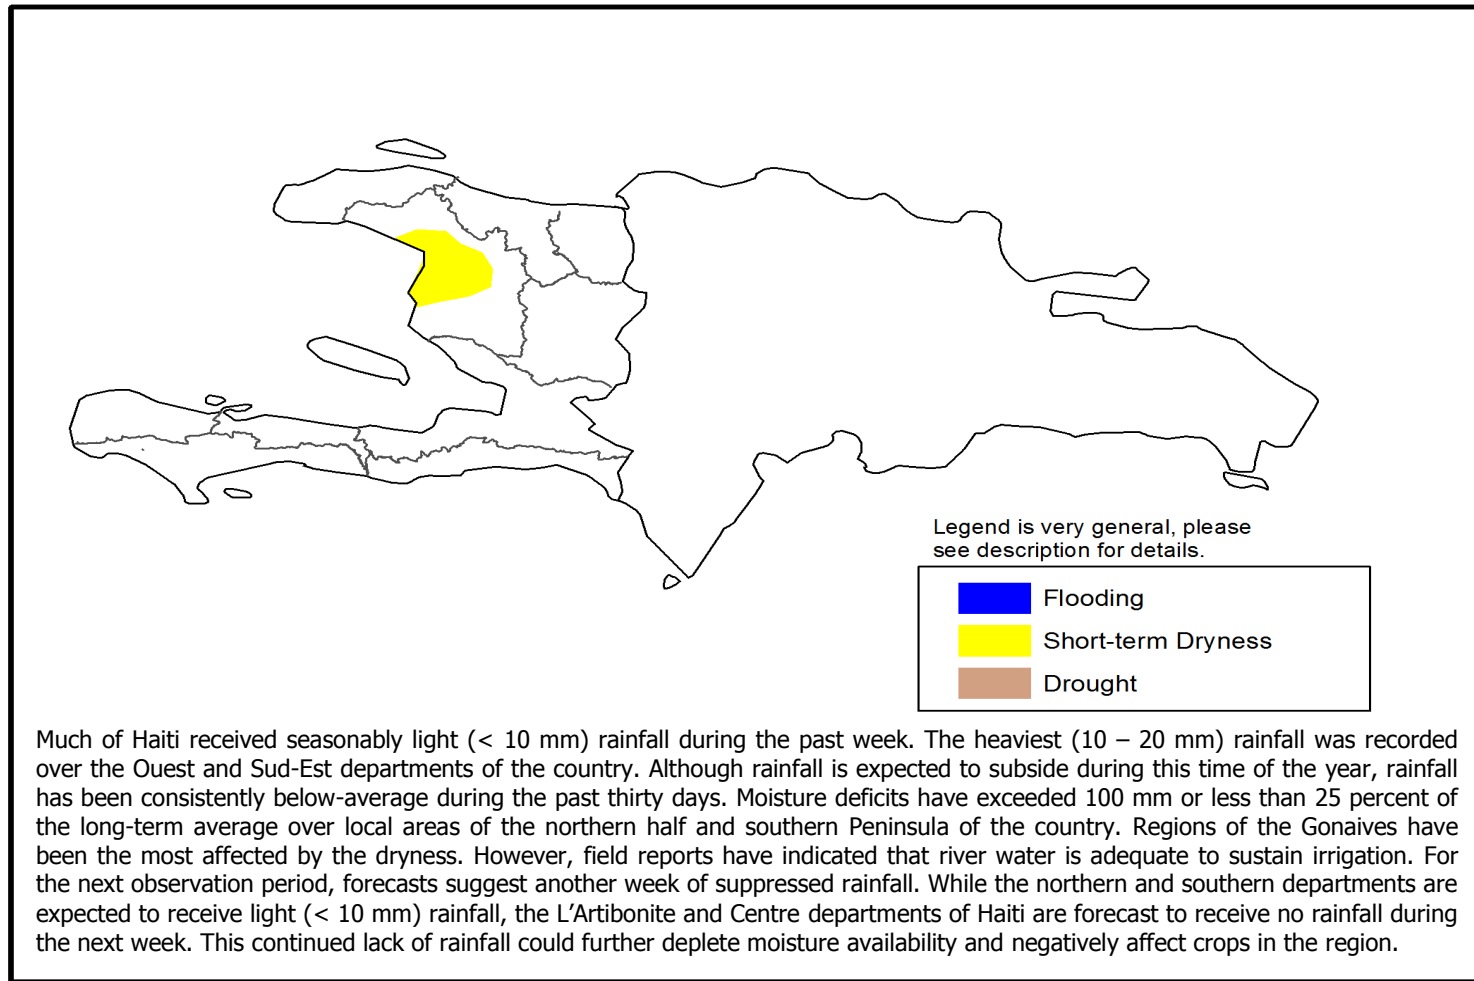 Legend is very general, please
see description for details.
Flooding
Short-term Dryness
Drought
Much of Haiti received seasonably light (< 10 mm) rainfall during the past week. The heaviest (10 – 20 mm) rainfall was recorded
over the Ouest and Sud-Est departments of the country. Although rainfall is expected to subside during this time of the year, rainfall
has been consistently below-average during the past thirty days. Moisture deficits have exceeded 100 mm or less than 25 percent of
the long-term average over local areas of the northern half and southern Peninsula of the country. Regions of the Gonaives have
been the most affected by the dryness. However, field reports have indicated that river water is adequate to sustain irrigation. For
the next observation period, forecasts suggest another week of suppressed rainfall. While the northern and southern departments are
expected to receive light (< 10 mm) rainfall, the L’Artibonite and Centre departments of Haiti are forecast to receive no rainfall during
the next week. This continued lack of rainfall could further deplete moisture availability and negatively affect crops in the region.